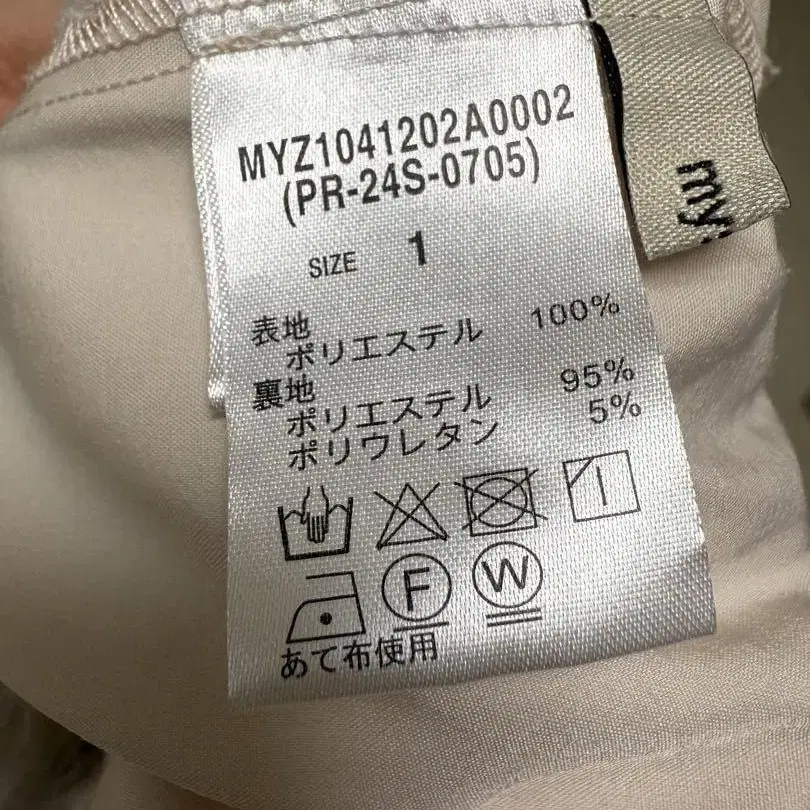 MYZ1041202A0002
(PR-24S-0705)
SIZE 1
表地
ポリエステル 100%
裏地
ポリエステル 95%
ポリウレタン 5%
F W
あて布使用
my